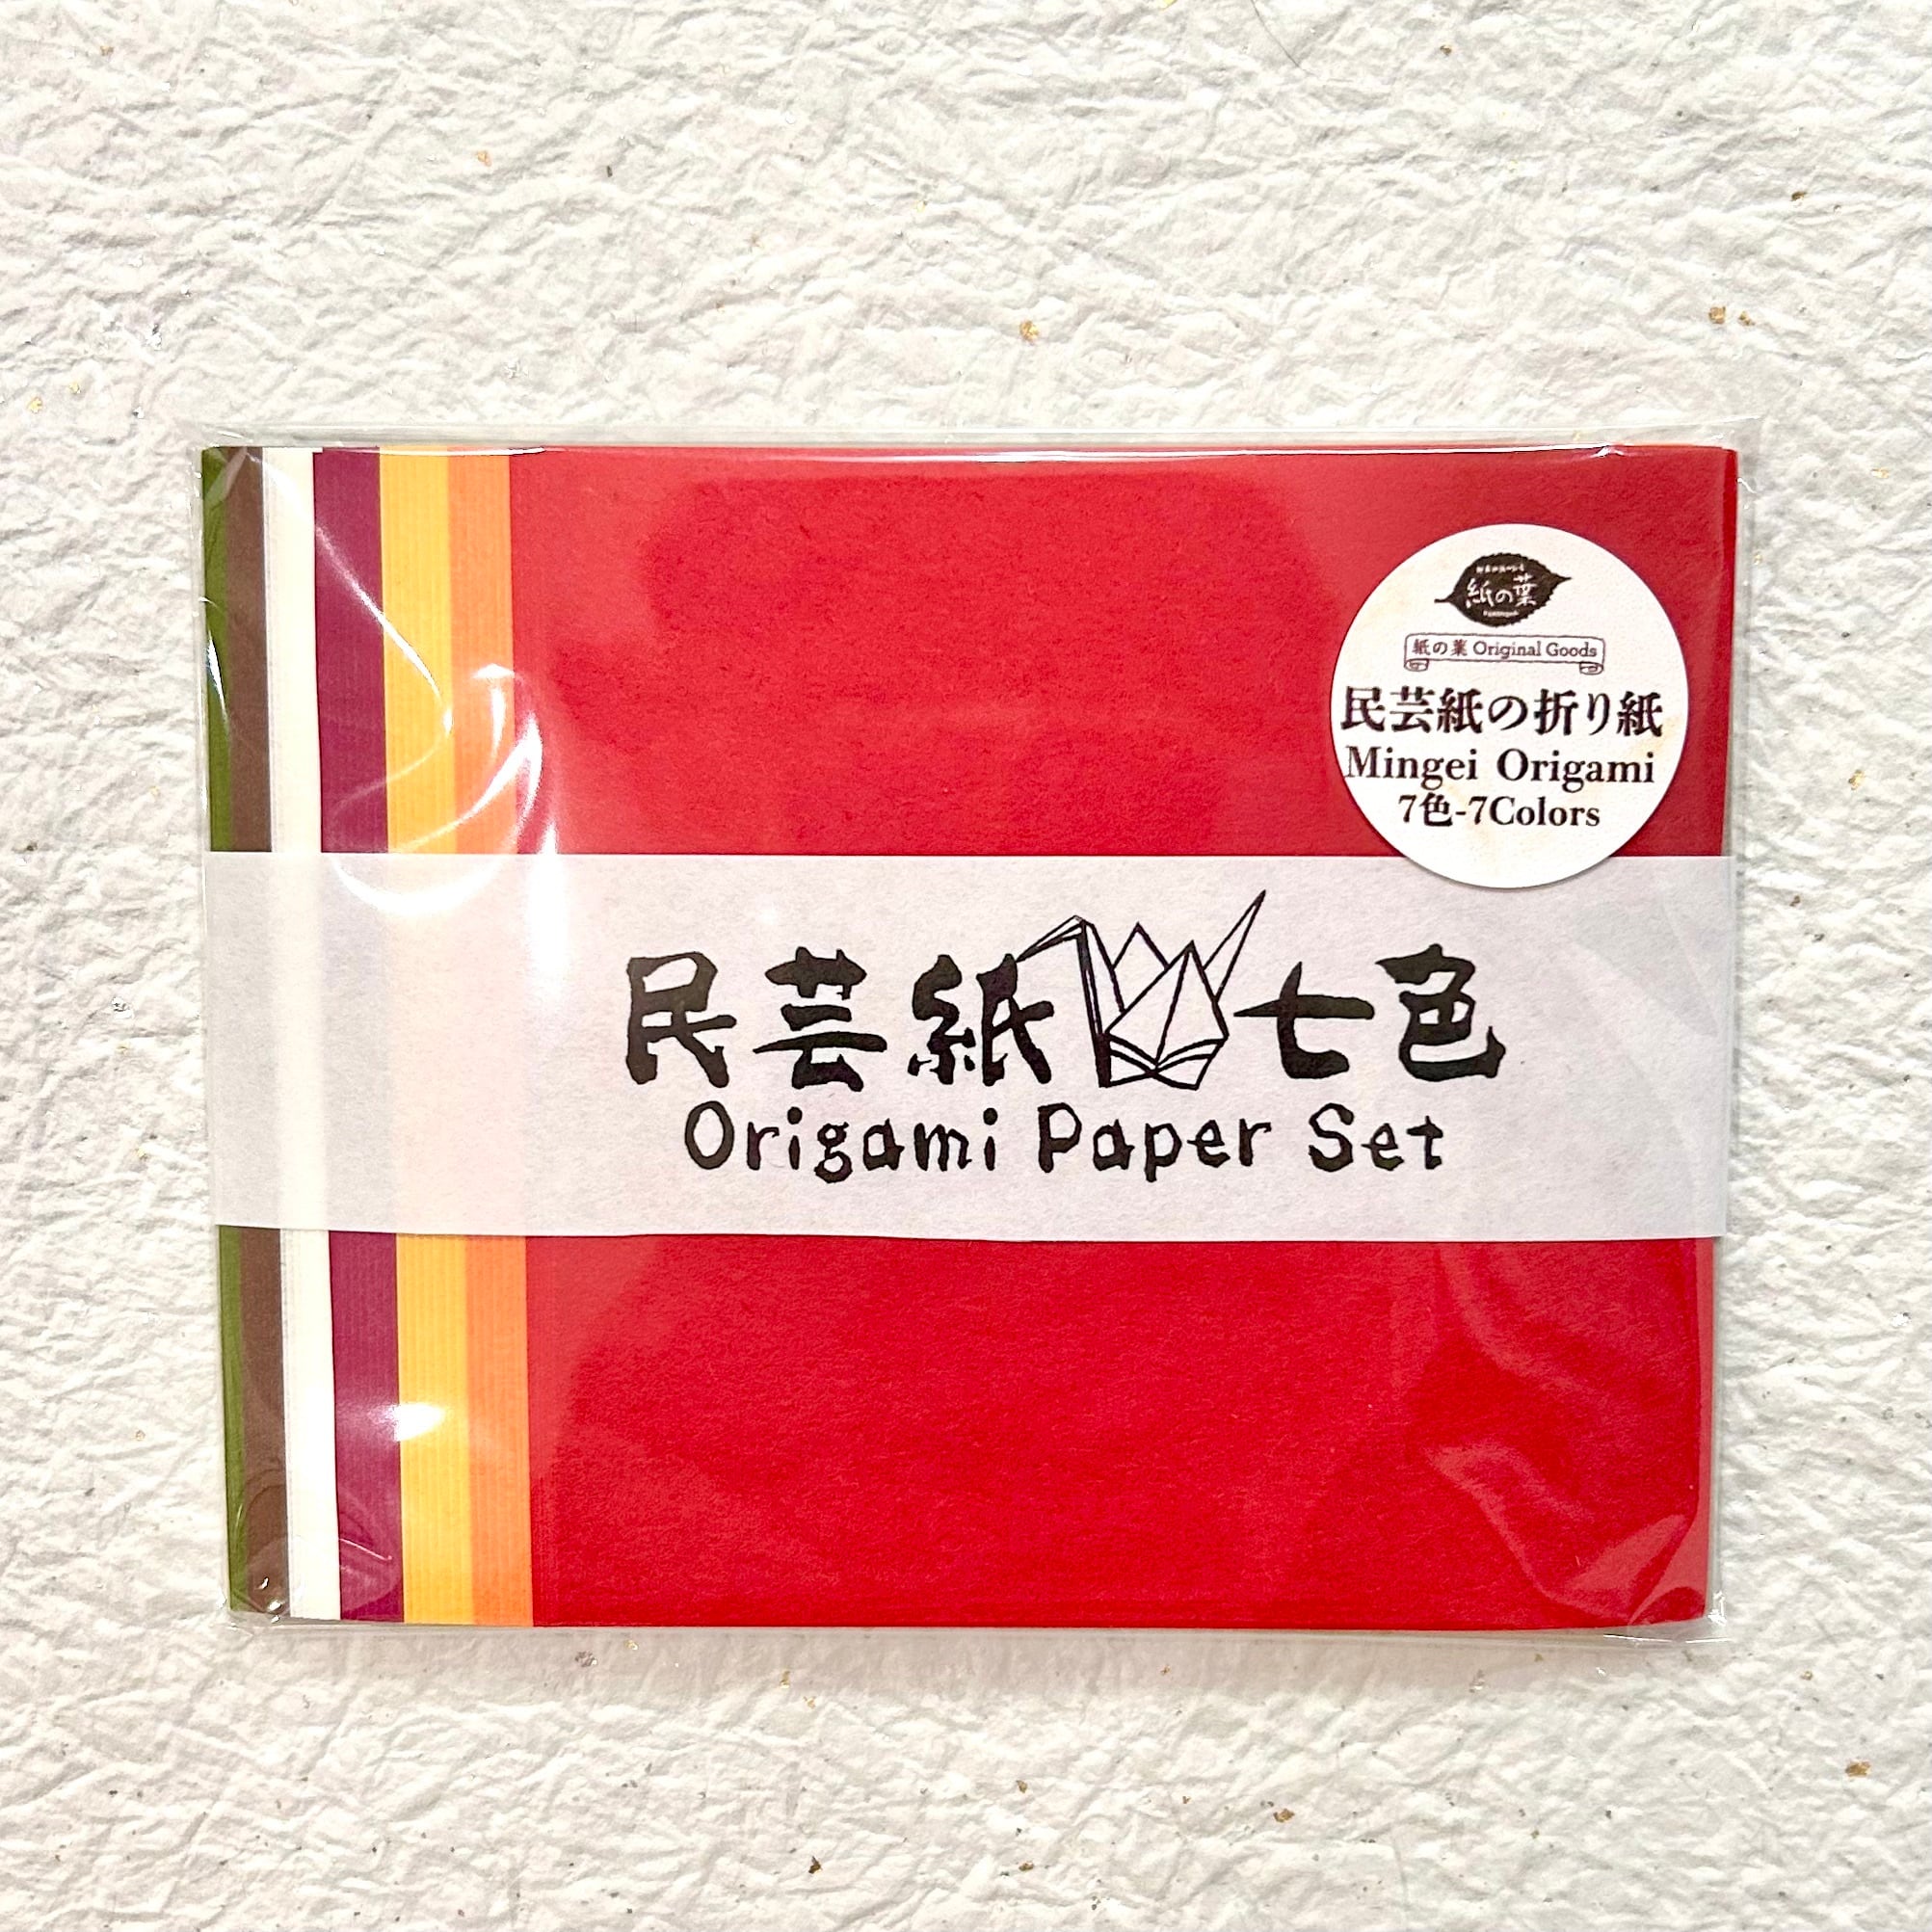 紙の葉
紙の葉 Original Goods
民芸紙の折り紙
Mingei Origami
7色-7Colors
民芸紙 七色
Origami Paper Set